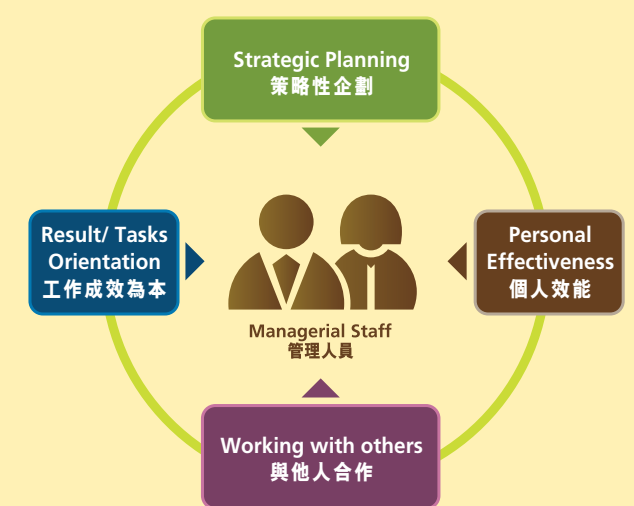 Strategic Planning
策略性企劃
Result/ Tasks
Orientation
工作成效為本
Personal
Effectiveness
個人效能
Managerial Staff
管理人員
Working with others
與他人合作